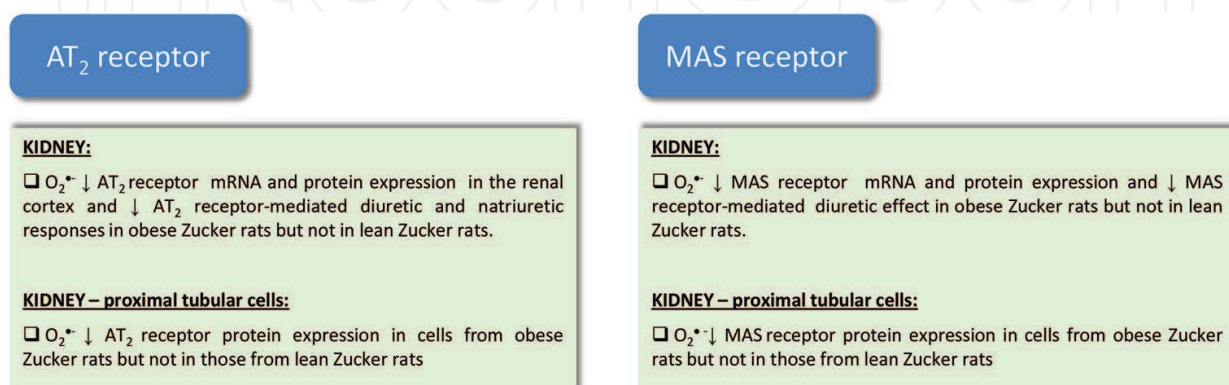 AT₂ receptor
KIDNEY:
❑ O₂•- ↓ AT₂ receptor mRNA and protein expression in the renal
cortex and ↓ AT₂ receptor-mediated diuretic and natriuretic
responses in obese Zucker rats but not in lean Zucker rats.
KIDNEY – proximal tubular cells:
❑ O₂•- ↓ AT₂ receptor protein expression in cells from obese
Zucker rats but not in those from lean Zucker rats
MAS receptor
KIDNEY:
❑ O₂•- ↓ MAS receptor mRNA and protein expression and ↓ MAS
receptor-mediated diuretic effect in obese Zucker rats but not in lean
Zucker rats.
KIDNEY – proximal tubular cells:
❑ O₂•-↓ MAS receptor protein expression in cells from obese Zucker
rats but not in those from lean Zucker rats